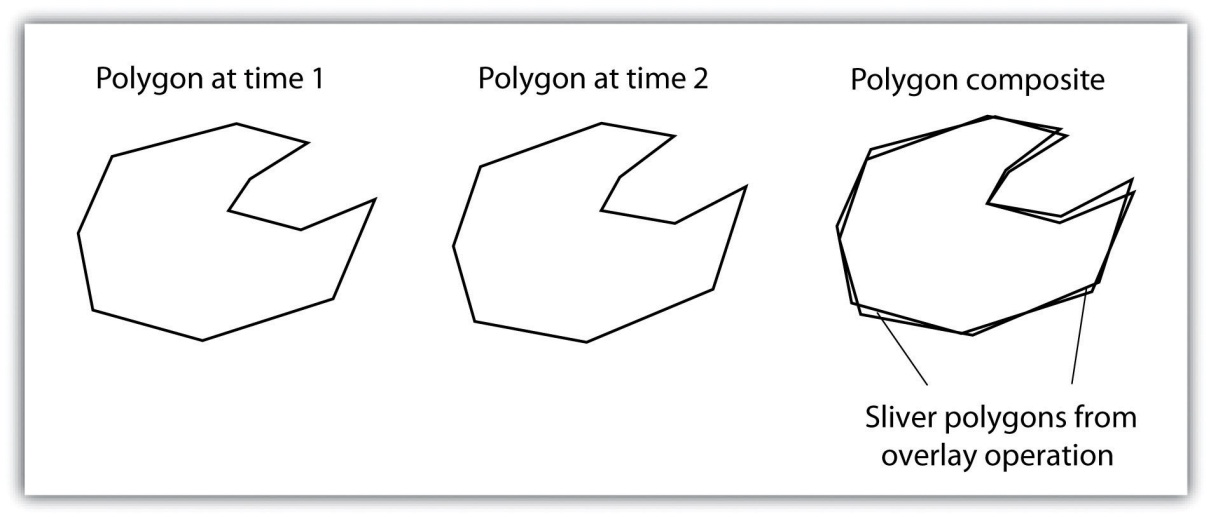 Polygon at time 1
Polygon at time 2
Polygon composite
Sliver polygons from
overlay operation